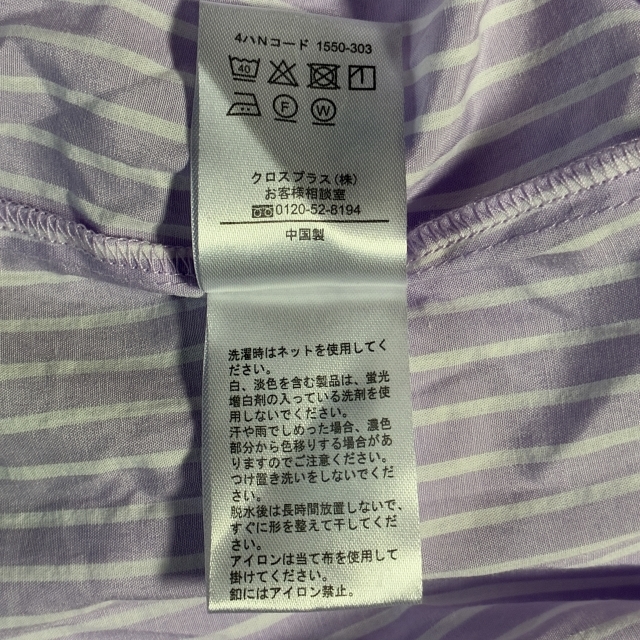 4ハNコード 1550-303
40
F
W
クロスプラス(株)
お客様相談室
0120-52-8194
中国製
洗濯時はネットを使用してく
ださい。
白、淡色を含む製品は、蛍光
増白剤の入っている洗剤を使
用しないでください。
汗や雨でしめった場合、濃色
部分から色移りする場合があ
りますのでご注意ください。
つけ置き洗いをしないでくだ
さい。
脱水後は長時間放置しないで、
すぐに形を整えて干してくだ
さい。
アイロンは当て布を使用して
掛けてください。
釦にはアイロン禁止。